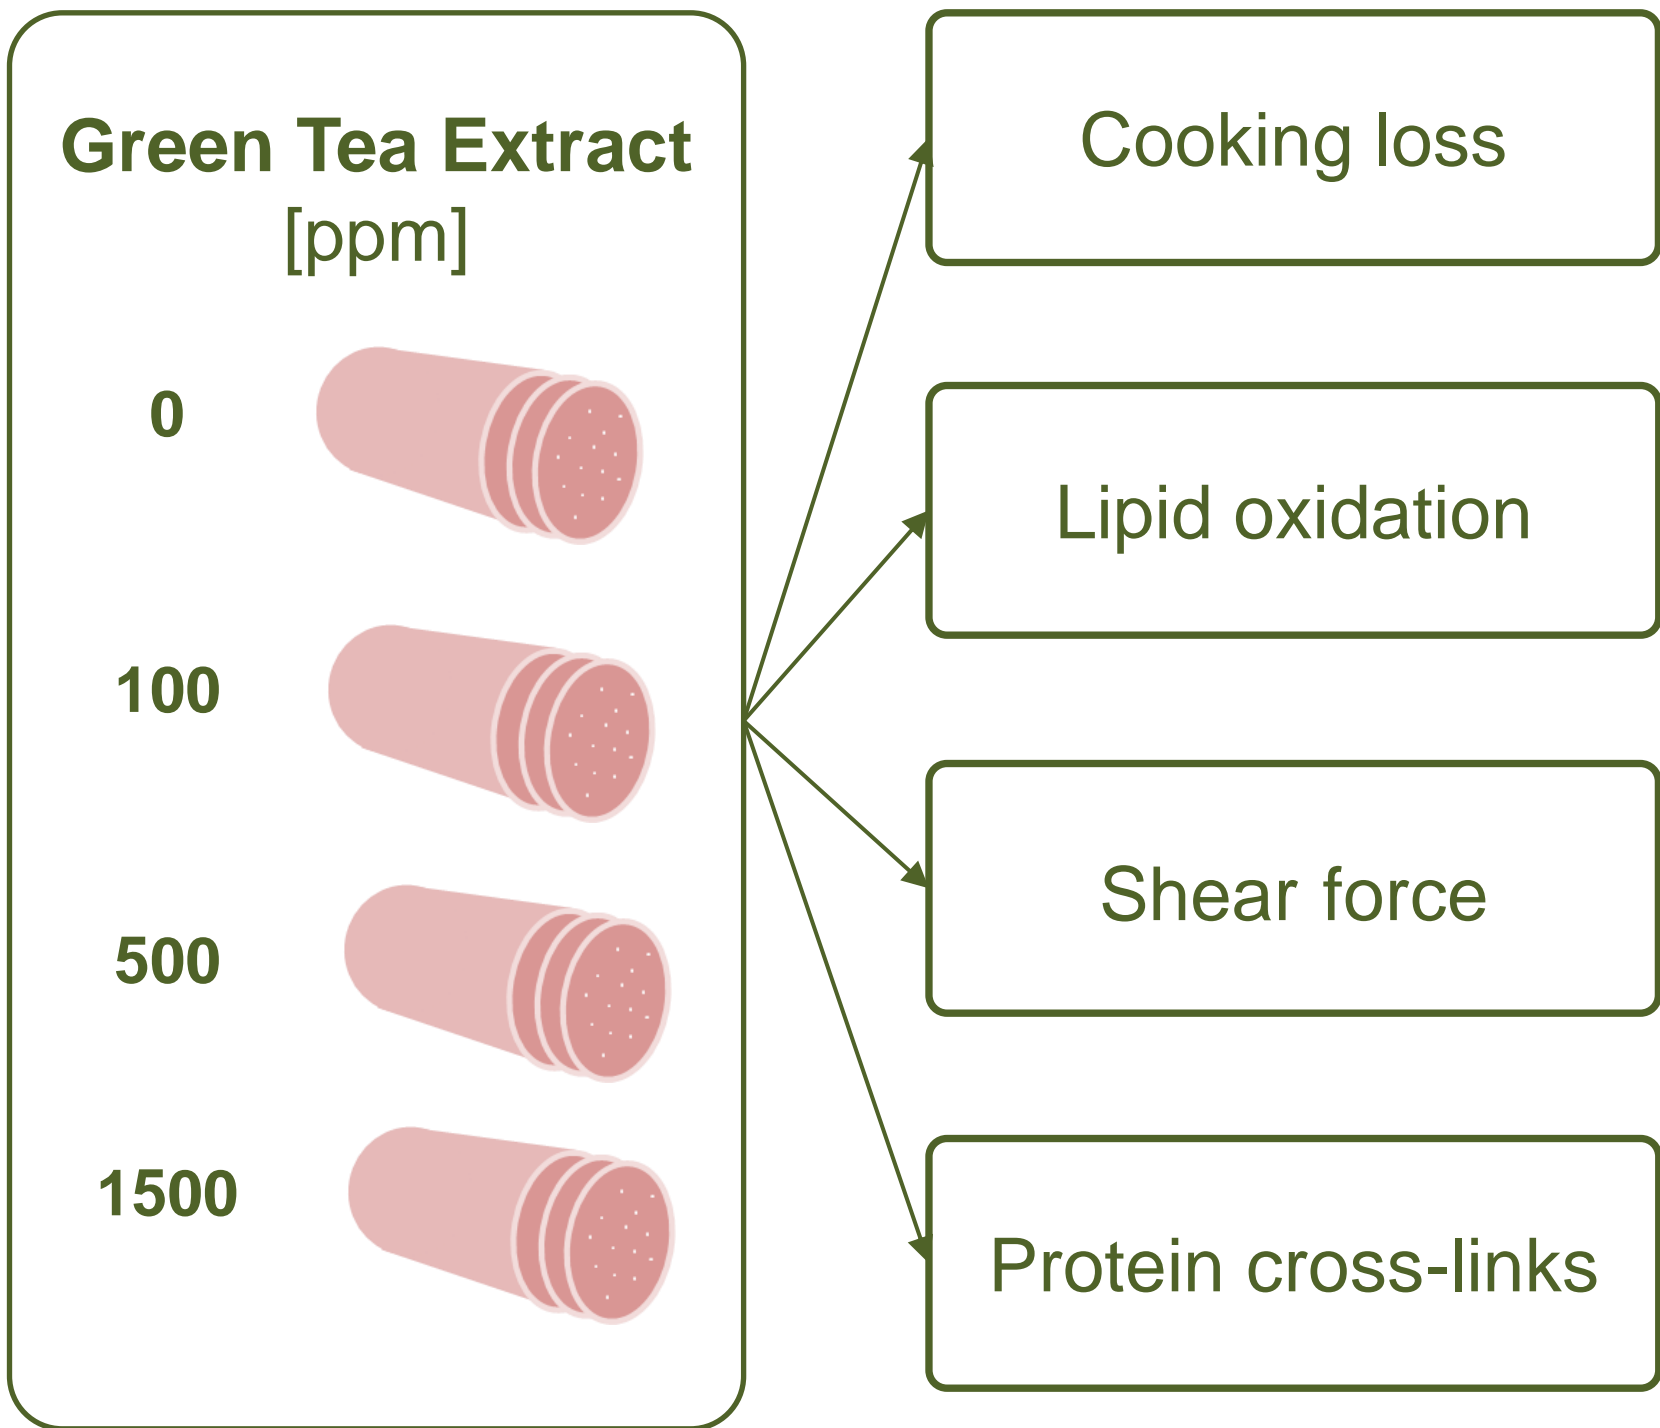 Green Tea Extract
[ppm]
0
100
500
1500
Cooking loss
Lipid oxidation
Shear force
Protein cross-links